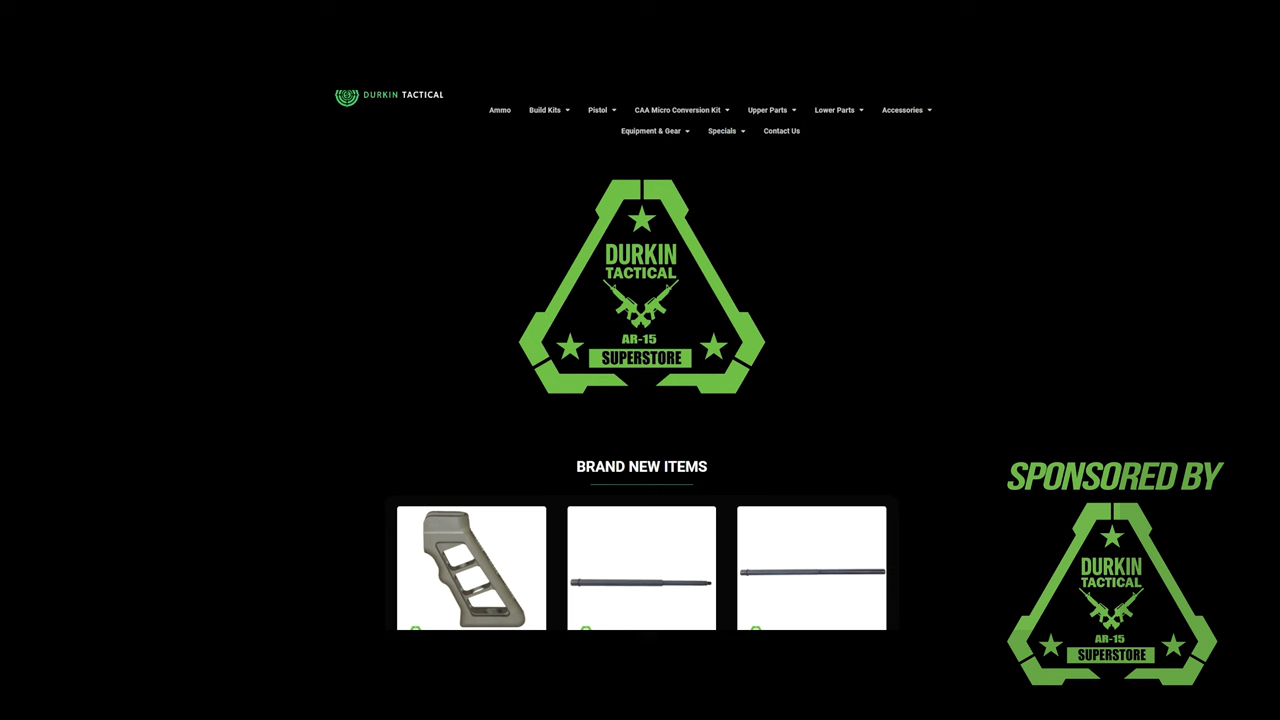 DURKIN TACTICAL
Ammo Build Kits Pistol CAA Micro Conversion Kit Upper Parts Lower Parts Accessories
Equipment & Gear Specials Contact Us
DURKIN
TACTICAL
AR-15
SUPERSTORE
BRAND NEW ITEMS
SPONSORED BY
DURKIN
TACTICAL
AR-15
SUPERSTORE